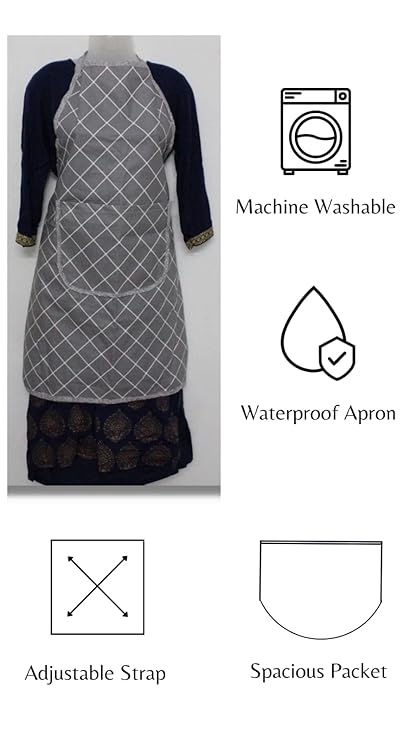 Machine Washable
Waterproof Apron
Adjustable Strap
Spacious Packet